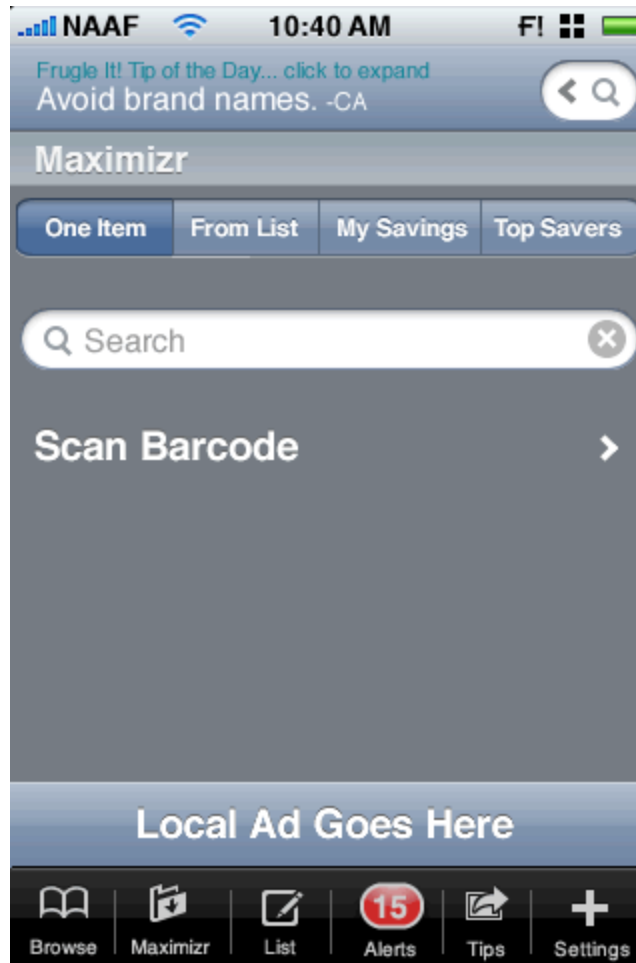 NAAF 10:40 AM F!
Frugle It! Tip of the Day... click to expand
Avoid brand names. -CA
Maximizr
One Item From List My Savings Top Savers
Search
Scan Barcode
Local Ad Goes Here
15
Browse Maximizr List Alerts Tips Settings